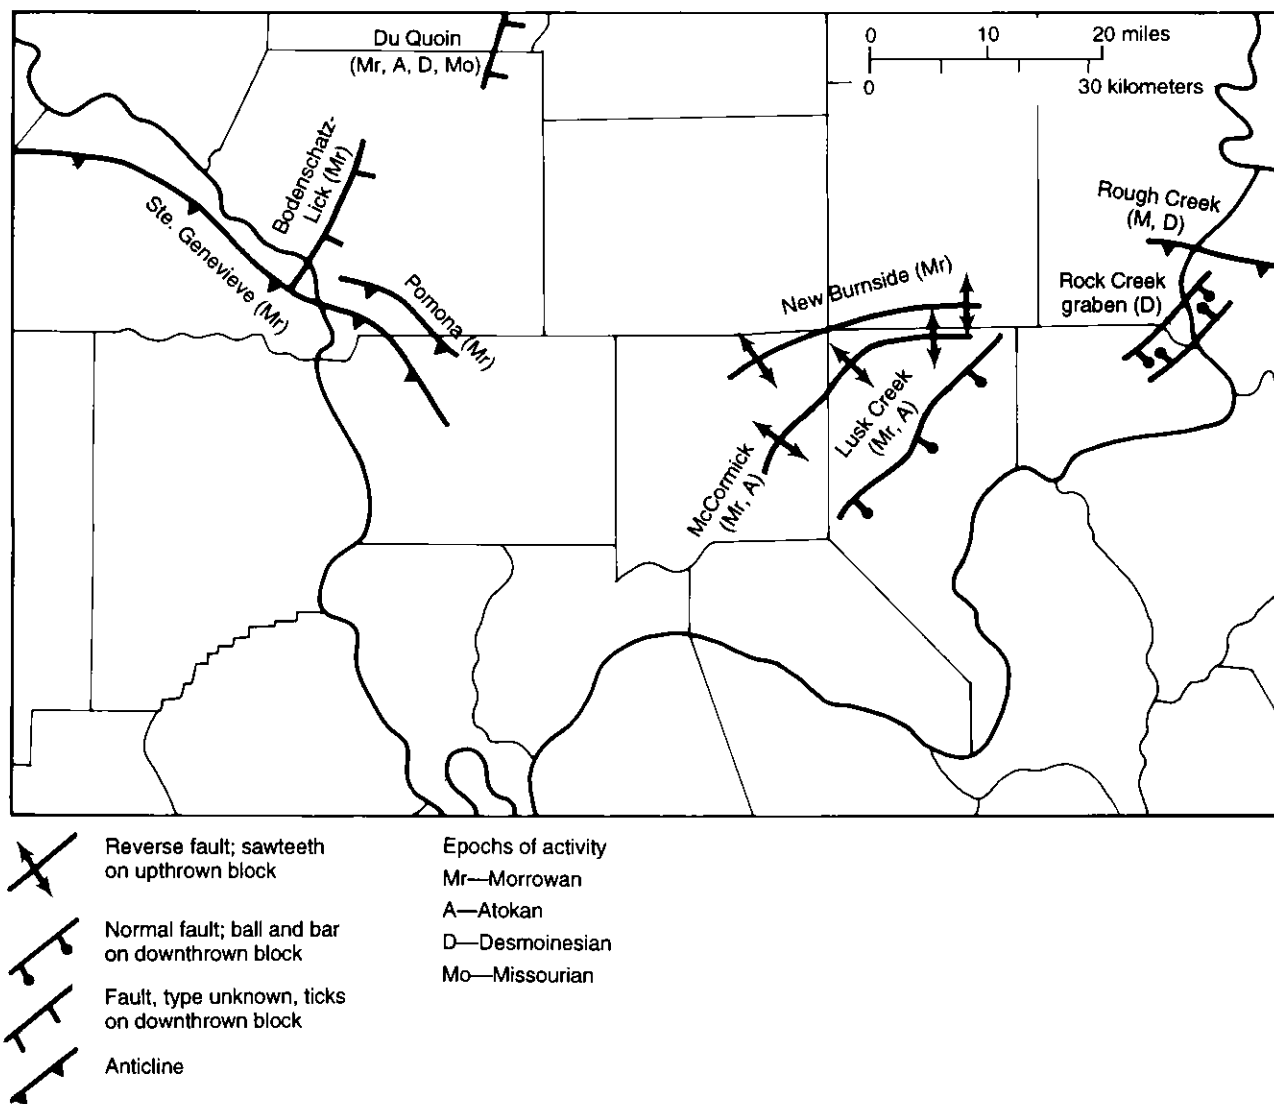 Du Quoin
(Mr, A, D, Mo)
0 10 20 miles
0 30 kilometers
Bodenschatz-
Lick (Mr)
Ste. Genevieve (Mr)
Pomona (Mr)
New Burnside (Mr)
McCormick
(Mr, A)
Lusk Creek
(Mr, A)
Rough Creek
(M, D)
Rock Creek
graben (D)
Reverse fault; sawteeth
on upthrown block
Normal fault; ball and bar
on downthrown block
Fault, type unknown, ticks
on downthrown block
Anticline
Epochs of activity
Mr—Morrowan
A—Atokan
D—Desmoinesian
Mo—Missourian